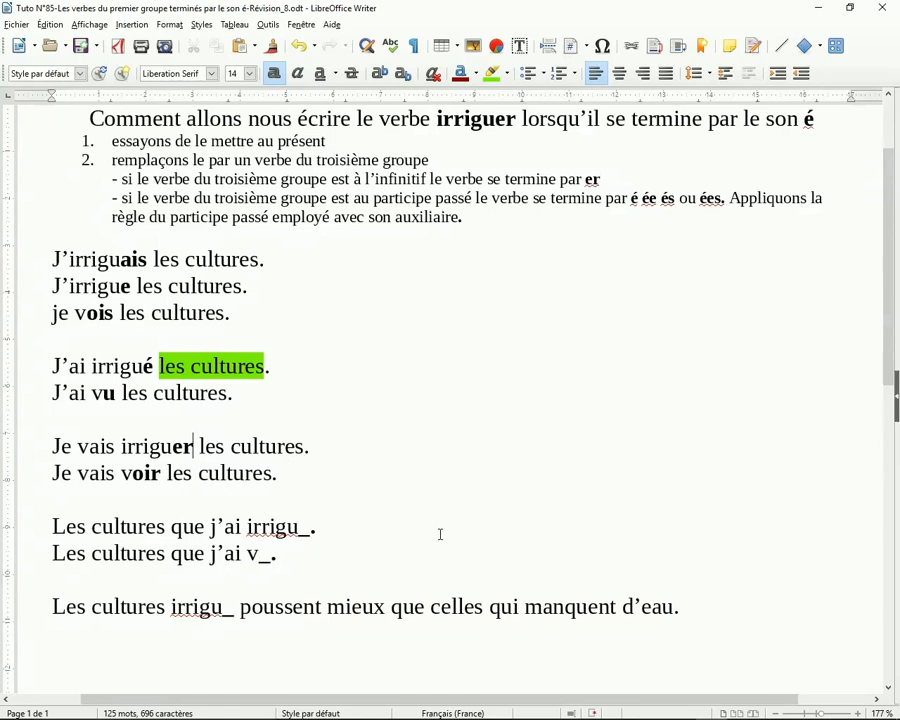 Tuto N°85-Les verbes du premier groupe terminés par le son é-Révision_8.odt - LibreOffice Writer
Fichier Édition Affichage Insertion Format Styles Tableau Outils Fenêtre Aide
Style par défaut Liberation Serif 14
Comment allons nous écrire le verbe irriguer lorsqu’il se termine par le son é
1. essayons de le mettre au présent
2. remplaçons le par un verbe du troisième groupe
- si le verbe du troisième groupe est à l’infinitif le verbe se termine par er
- si le verbe du troisième groupe est au participe passé le verbe se termine par é ée és ou ées. Appliquons la
règle du participe passé employé avec son auxiliaire.
J’irriguais les cultures.
J’irrigue les cultures.
je vois les cultures.
J’ai irrigué les cultures.
J’ai vu les cultures.
Je vais irriguer les cultures.
Je vais voir les cultures.
Les cultures que j’ai irrigu_.
Les cultures que j’ai v_.
Les cultures irrigu_ poussent mieux que celles qui manquent d’eau.
Page 1 de 1 125 mots, 696 caractères Style par défaut Français (France) 177 %